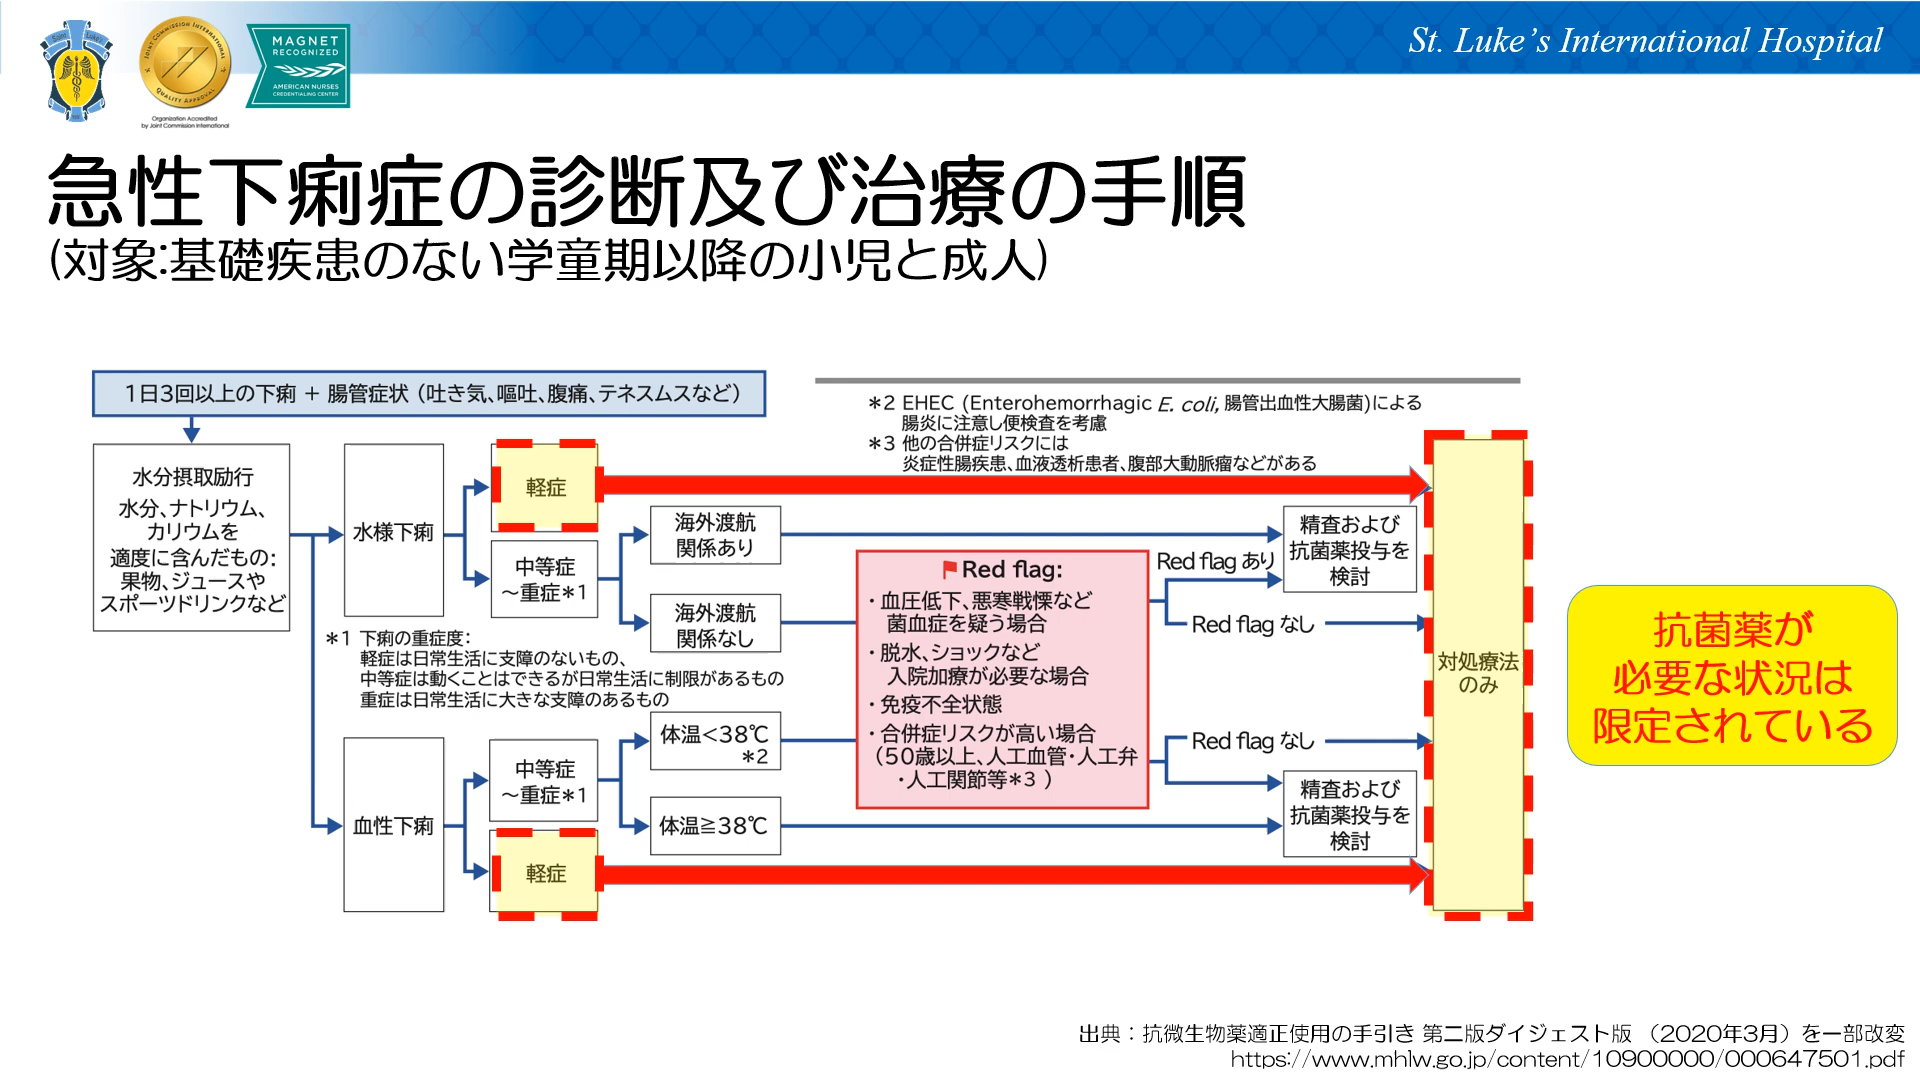 St. Luke's International Hospital
MAGNET
RECOGNIZED
AMERICAN NURSES
CREDENTIALING CENTER
JOINT COMMISSION INTERNATIONAL
QUALITY APPROVAL
Organization Accredited
by Joint Commission International
急性下痢症の診断及び治療の手順
(対象:基礎疾患のない学童期以降の小児と成人)
1日3回以上の下痢 + 腸管症状 (吐き気、嘔吐、腹痛、テネスムスなど)
水分摂取励行
水分、ナトリウム、
カリウムを
適度に含んだもの:
果物、ジュースや
スポーツドリンクなど
水様下痢
軽症
中等症
~重症*1
海外渡航
関係あり
海外渡航
関係なし
*1 下痢の重症度:
軽症は日常生活に支障のないもの、
中等症は動くことはできるが日常生活に制限があるもの
重症は日常生活に大きな支障のあるもの
血性下痢
中等症
~重症*1
軽症
体温<38℃
*2
体温≧38℃
*2 EHEC (Enterohemorrhagic E. coli, 腸管出血性大腸菌)による
腸炎に注意し便検査を考慮
*3 他の合併症リスクには
炎症性腸疾患、血液透析患者、腹部大動脈瘤などがある
Red flag:
・血圧低下、悪寒戦慄など
菌血症を疑う場合
・脱水、ショックなど
入院加療が必要な場合
・免疫不全状態
・合併症リスクが高い場合
(50歳以上、人工血管・人工弁
・人工関節等*3 )
Red flag あり
Red flag なし
精査および
抗菌薬投与を
検討
Red flag なし
精査および
抗菌薬投与を
検討
対処療法
のみ
抗菌薬が
必要な状況は
限定されている
出典:抗微生物薬適正使用の手引き 第二版ダイジェスト版 (2020年3月) を一部改変
https://www.mhlw.go.jp/content/10900000/000647501.pdf